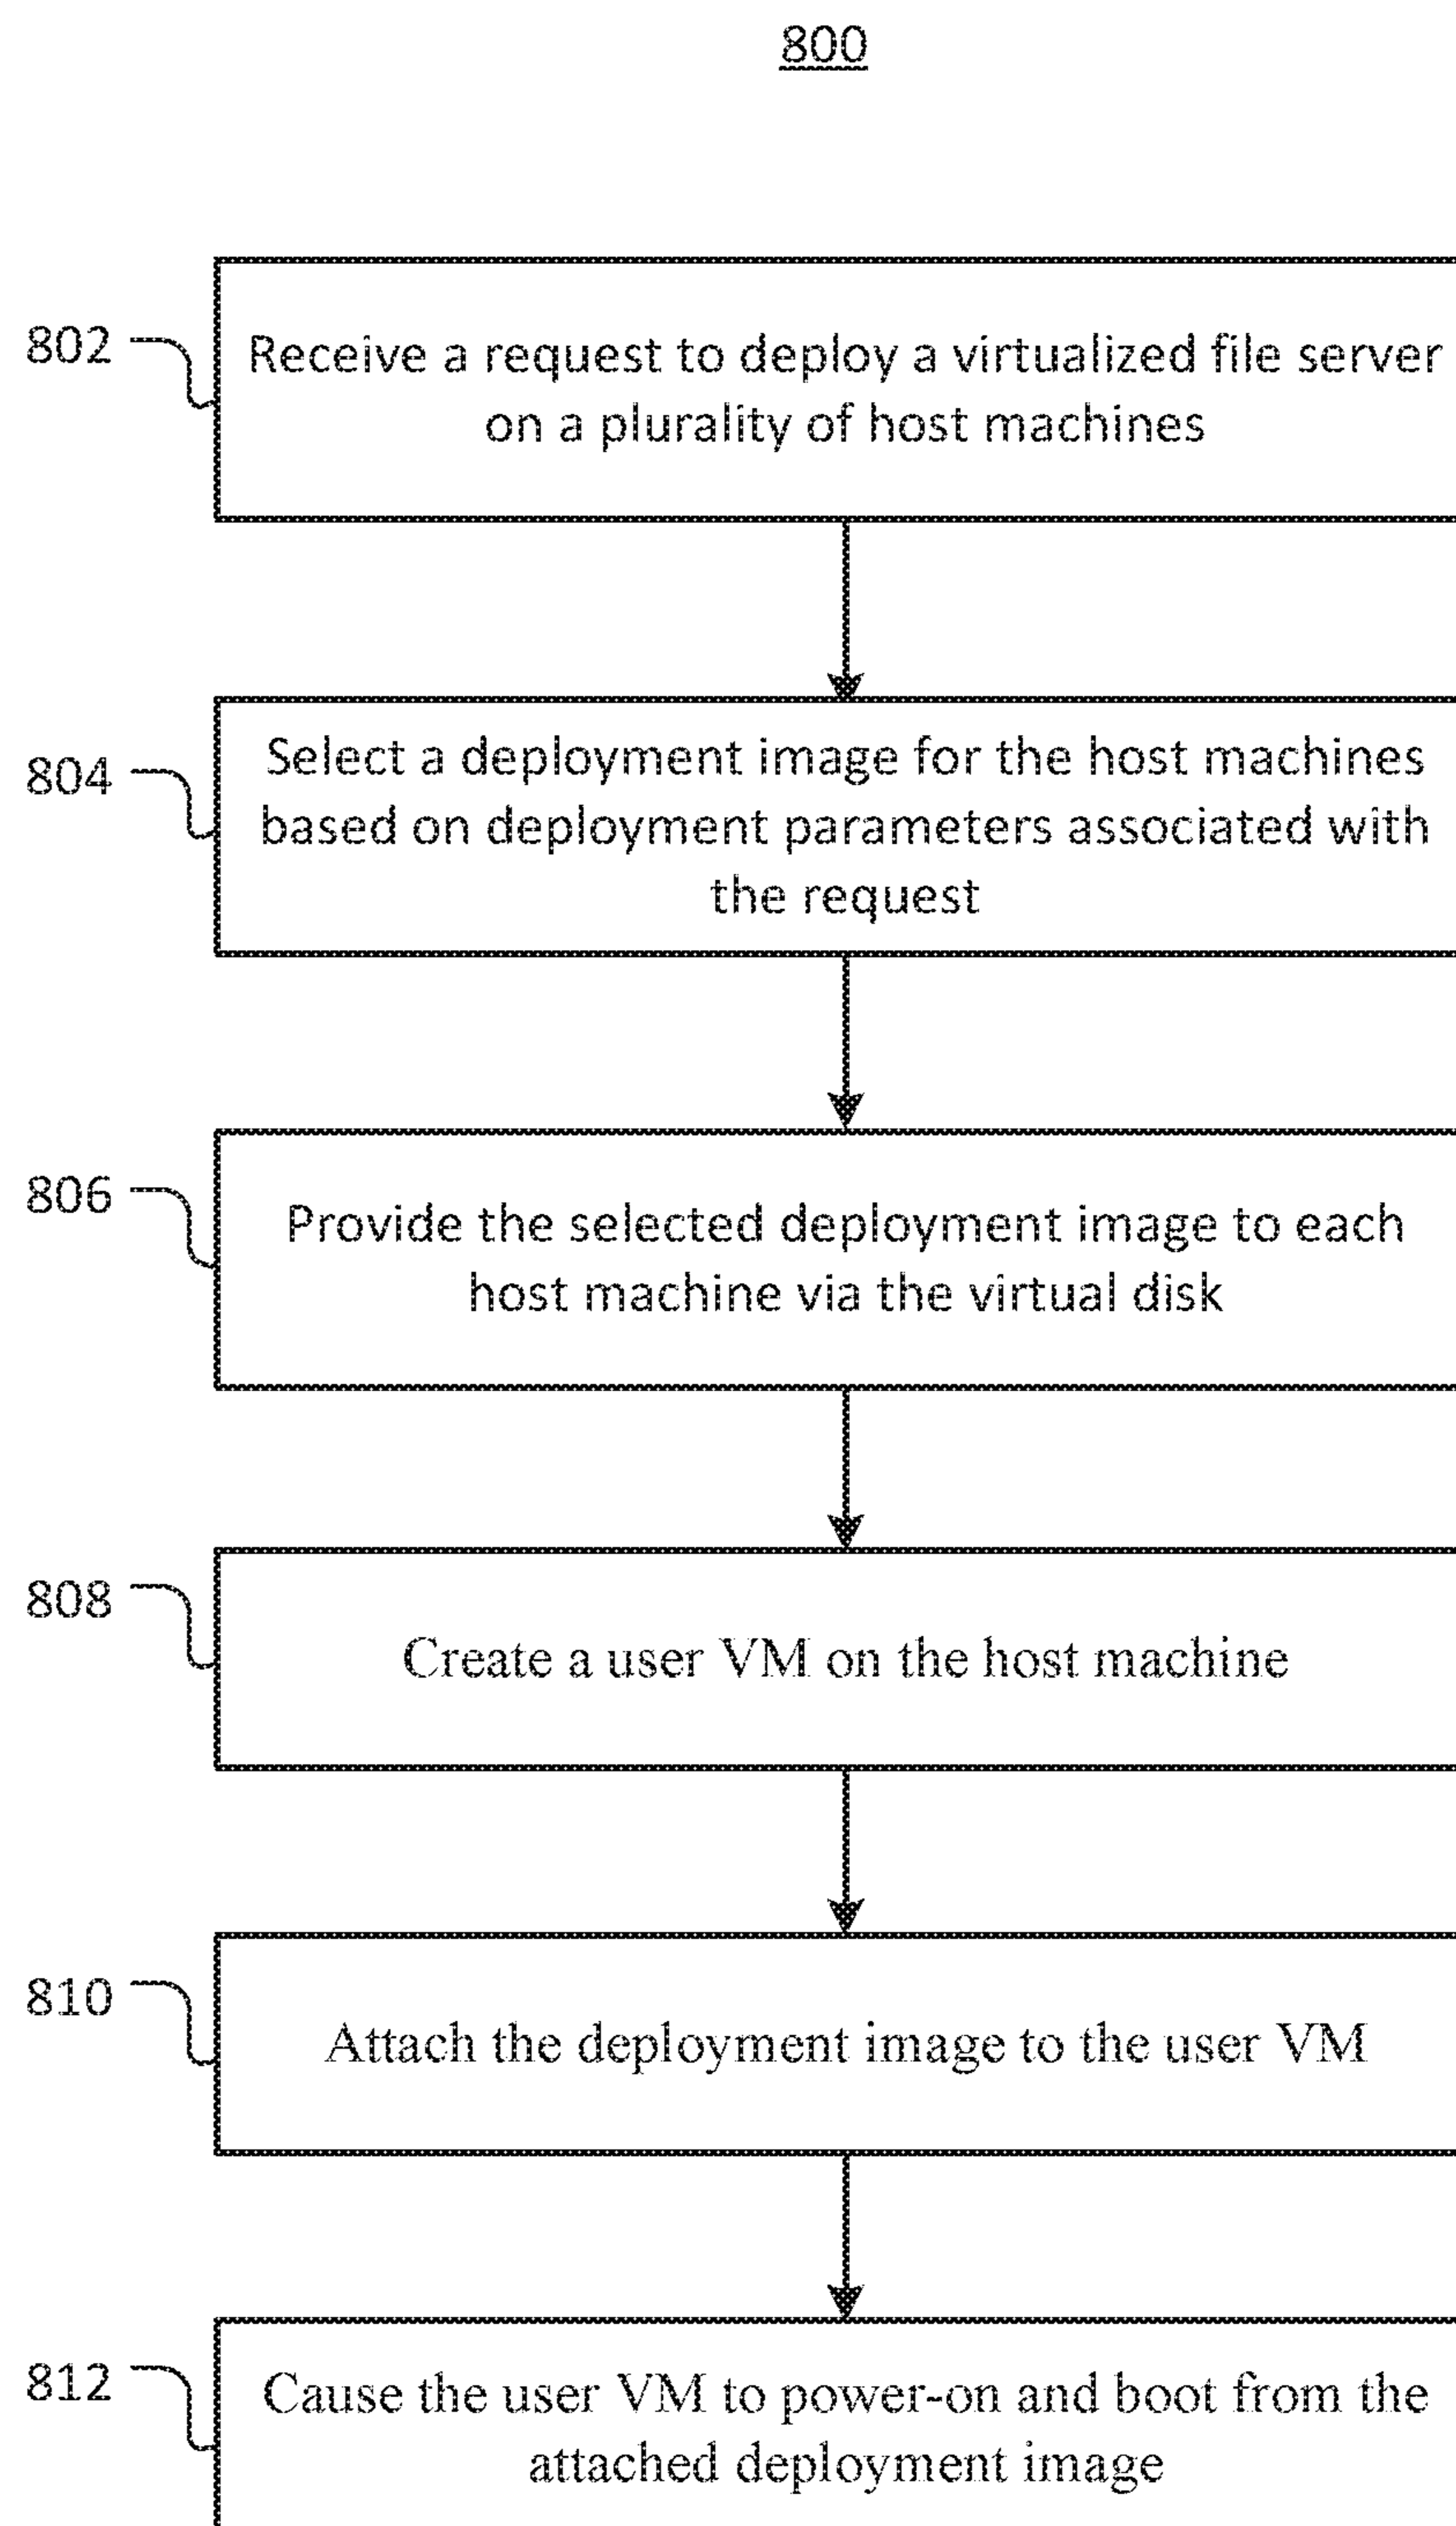 800
802
Receive a request to deploy a virtualized file server
on a plurality of host machines
804
Select a deployment image for the host machines
based on deployment parameters associated with
the request
806
Provide the selected deployment image to each
host machine via the virtual disk
808
Create a user VM on the host machine
810
Attach the deployment image to the user VM
812
Cause the user VM to power-on and boot from the
attached deployment image